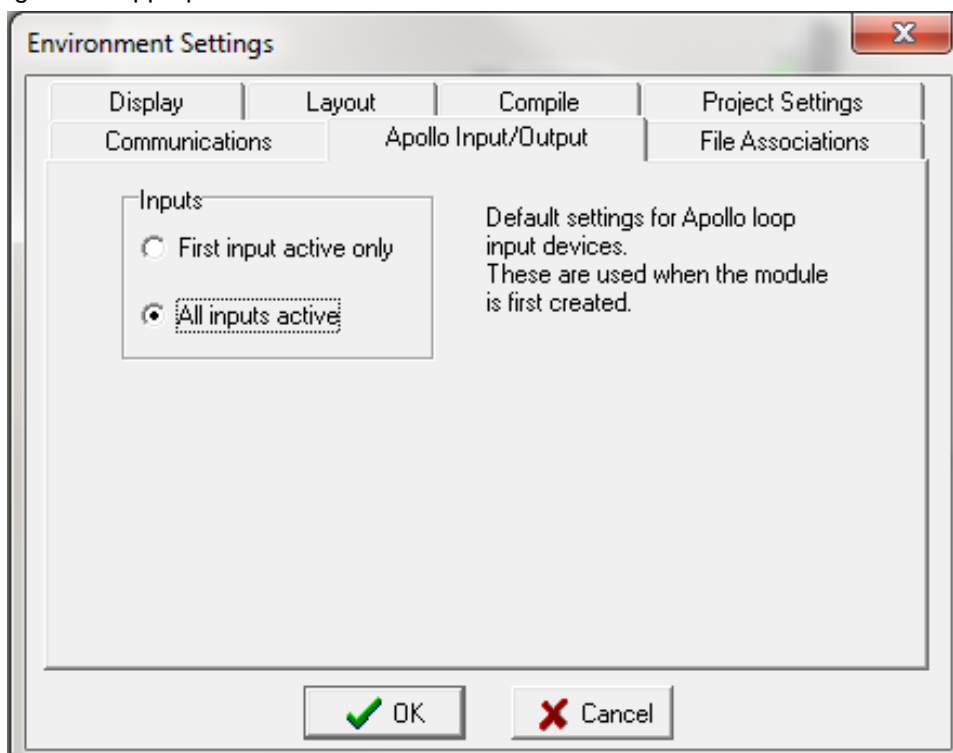 Environment Settings
Display Layout Compile Project Settings
Communications Apollo Input/Output File Associations
Inputs
First input active only
All inputs active
Default settings for Apollo loop
input devices.
These are used when the module
is first created.
OK Cancel